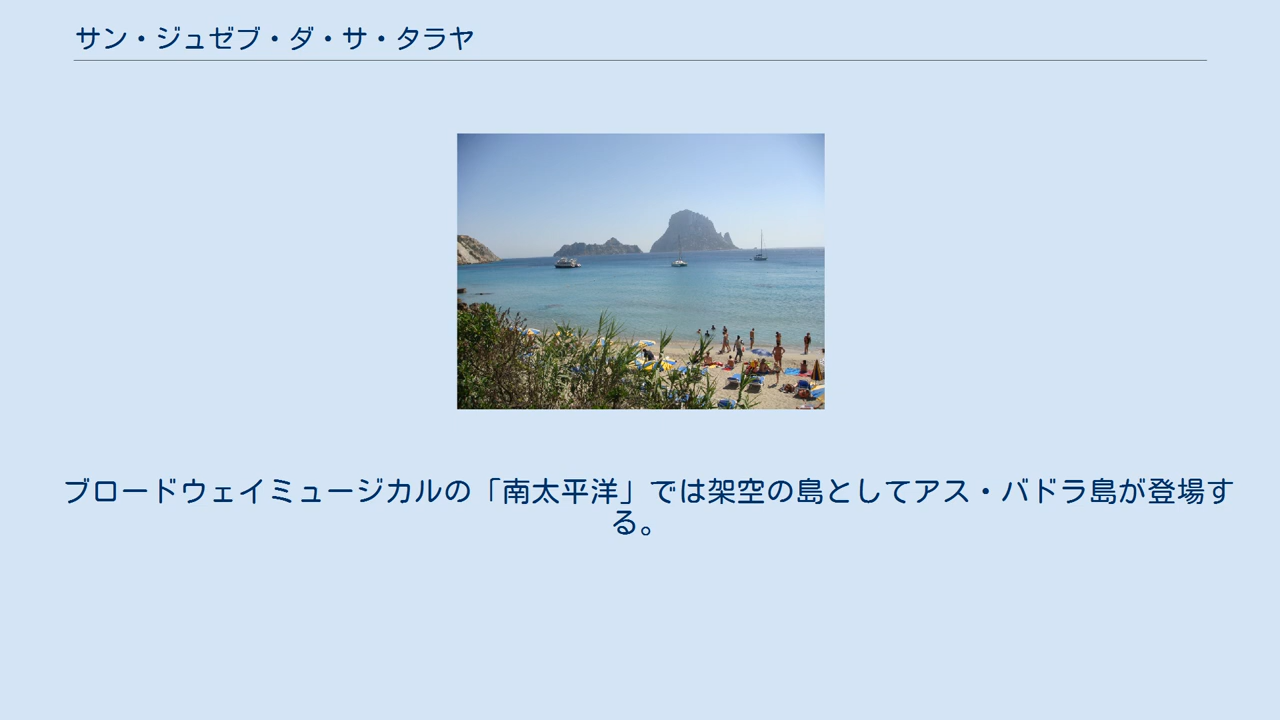 サン・ジュゼブ・ダ・サ・タラヤ
ブロードウェイミュージカルの「南太平洋」では架空の島としてアス・バドラ島が登場す
る。